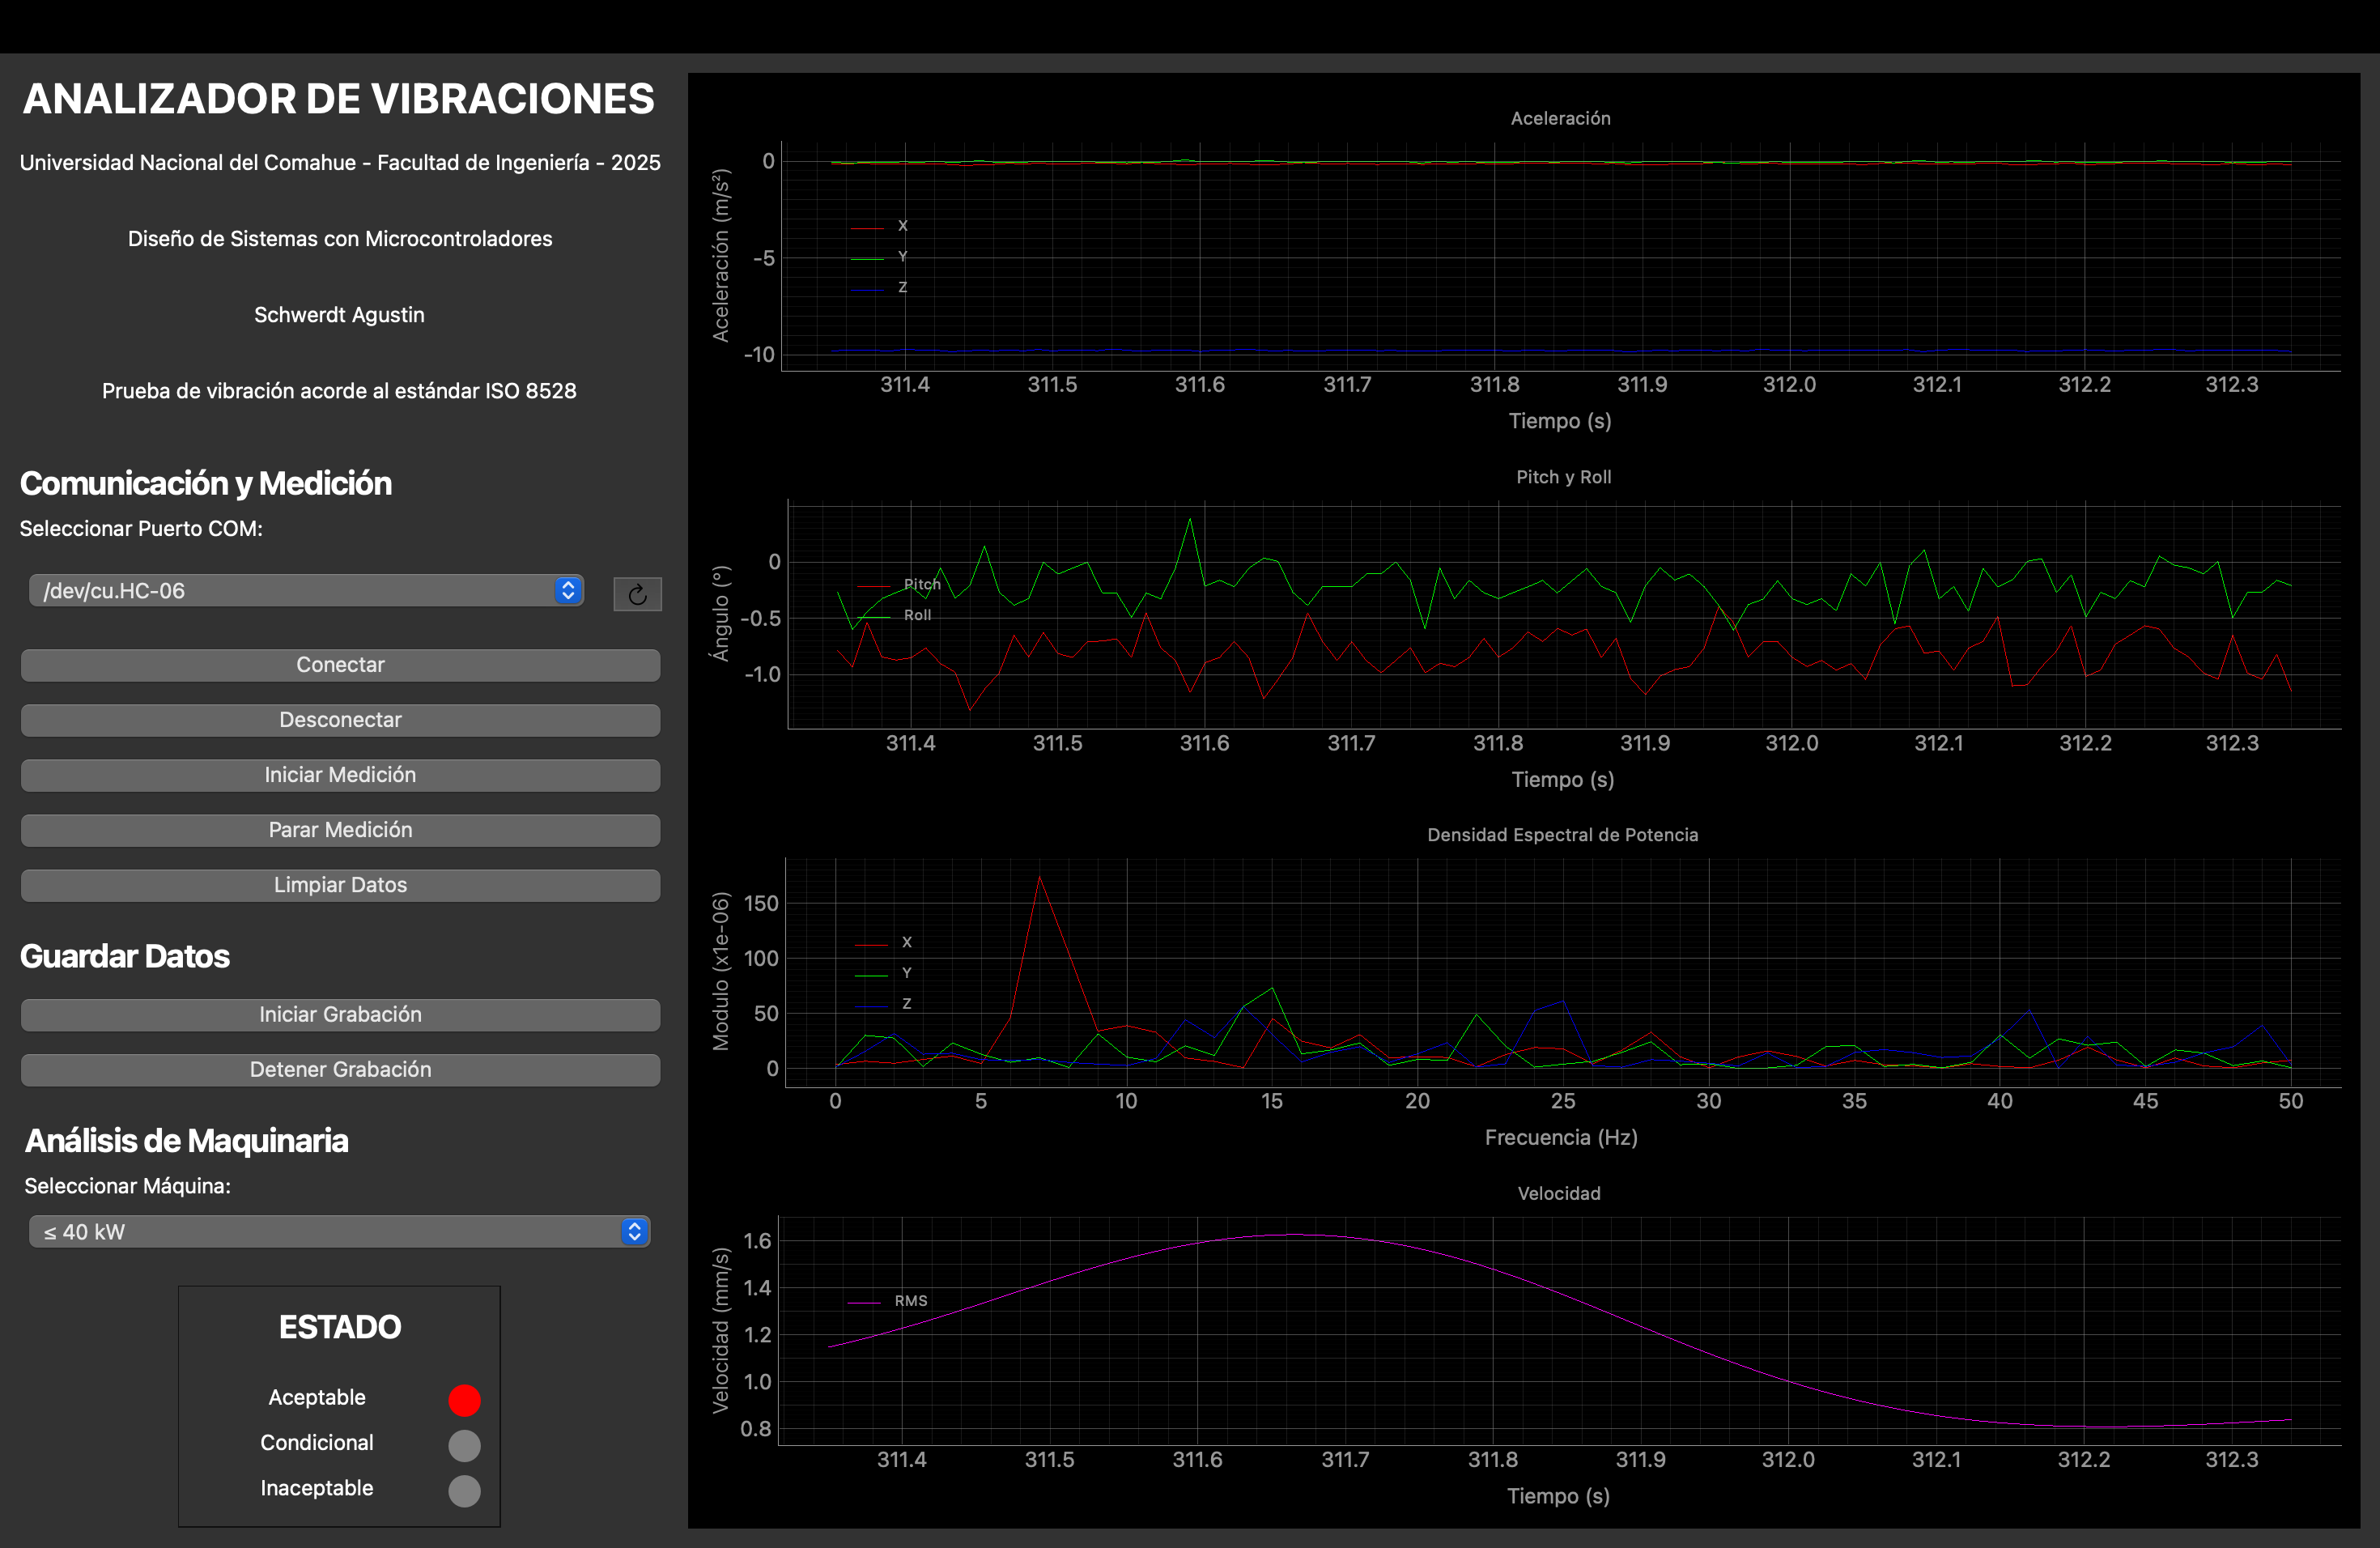 ANALIZADOR DE VIBRACIONES
Universidad Nacional del Comahue - Facultad de Ingeniería - 2025
Diseño de Sistemas con Microcontroladores
Schwerdt Agustin
Prueba de vibración acorde al estándar ISO 8528
Comunicación y Medición
Seleccionar Puerto COM:
/dev/cu.HC-06
Conectar
Desconectar
Iniciar Medición
Parar Medición
Limpiar Datos
Guardar Datos
Iniciar Grabación
Detener Grabación
Análisis de Maquinaria
Seleccionar Máquina:
≤ 40 kW
ESTADO
Aceptable
Condicional
Inaceptable
Aceleración
Aceleración (m/s²)
0
-5
-10
X
Y
Z
311.4 311.5 311.6 311.7 311.8 311.9 312.0 312.1 312.2 312.3
Tiempo (s)
Pitch y Roll
Ángulo (º)
0
-0.5
-1.0
Pitch
Roll
311.4 311.5 311.6 311.7 311.8 311.9 312.0 312.1 312.2 312.3
Tiempo (s)
Densidad Espectral de Potencia
Modulo (x1e-06)
150
100
50
0
X
Y
Z
0 5 10 15 20 25 30 35 40 45 50
Frecuencia (Hz)
Velocidad
Velocidad (mm/s)
1.6
1.4
1.2
1.0
0.8
RMS
311.4 311.5 311.6 311.7 311.8 311.9 312.0 312.1 312.2 312.3
Tiempo (s)